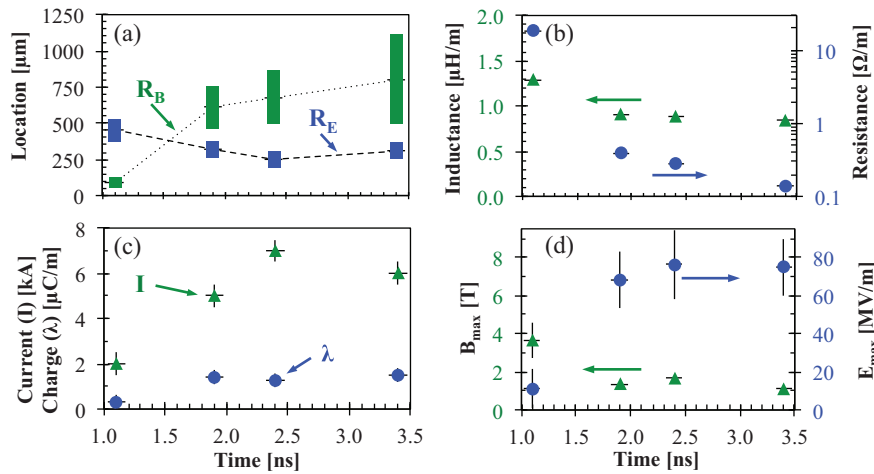 (a)
Location [μm]
1250
1000
750
500
250
0
R_B
R_E
(b)
Inductance [μH/m]
2.0
1.5
1.0
0.5
0.0
Resistance [Ω/m]
10
1
0.1
(c)
Current (I) [kA]
Charge (λ) [μC/m]
8
6
4
2
0
I
λ
1.0 1.5 2.0 2.5 3.0 3.5
Time [ns]
(d)
B_max [T]
8
6
4
2
0
E_max [MV/m]
80
60
40
20
0
1.0 1.5 2.0 2.5 3.0 3.5
Time [ns]